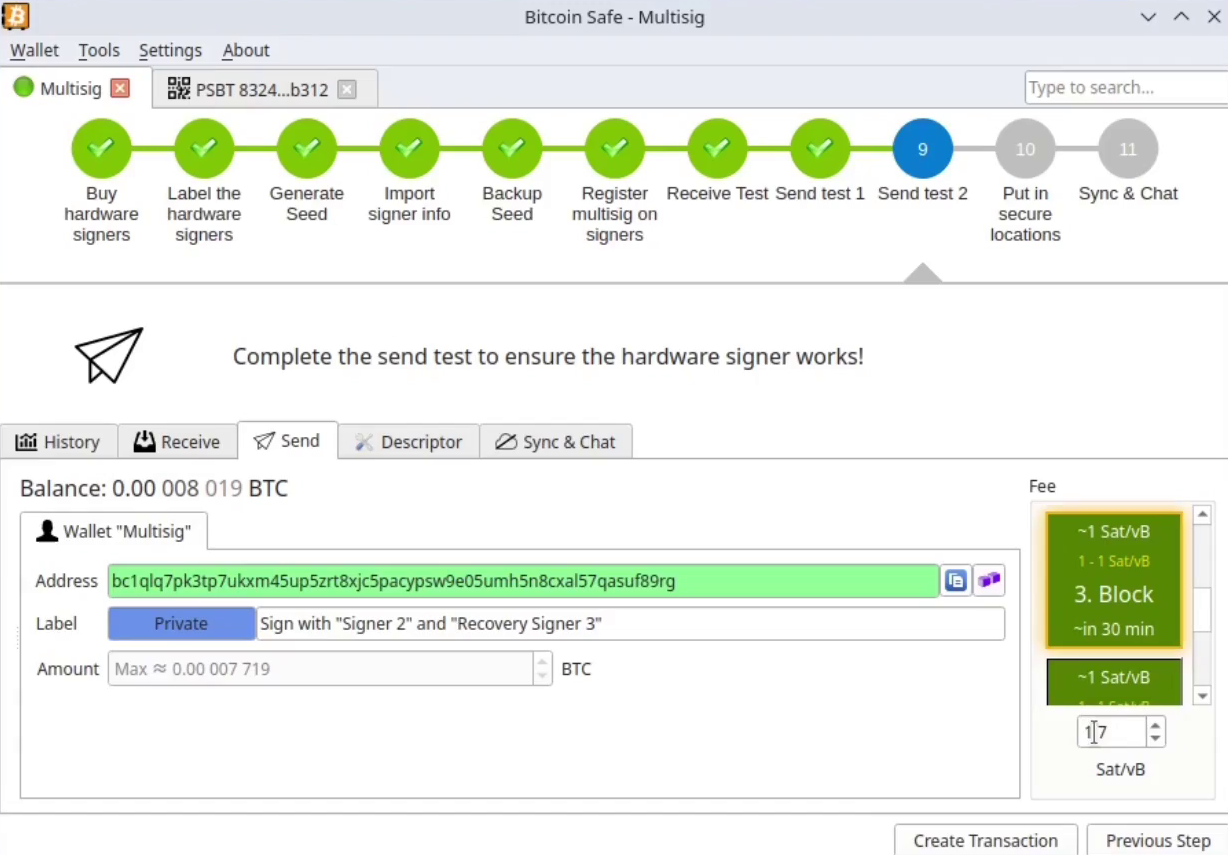 Bitcoin Safe - Multisig
Wallet Tools Settings About
Multisig PSBT 8324...b312 Type to search...
9 10 11
Buy hardware signers
Label the hardware signers
Generate Seed
Import signer info
Backup Seed
Register multisig on signers
Receive Test
Send test 1
Send test 2
Put in secure locations
Sync & Chat
Complete the send test to ensure the hardware signer works!
History Receive Send Descriptor Sync & Chat
Balance: 0.00 008 019 BTC
Wallet "Multisig"
Address bc1qlq7pk3tp7ukxm45up5zrt8xjc5pacypsw9e05umh5n8cxal57qasuf89rg
Label Private Sign with "Signer 2" and "Recovery Signer 3"
Amount Max ≈ 0.00 007 719 BTC
Fee
~1 Sat/vB
1 - 1 Sat/vB
3. Block
~in 30 min
~1 Sat/vB
1 - 1 Sat/vB
Sat/vB
Create Transaction Previous Step